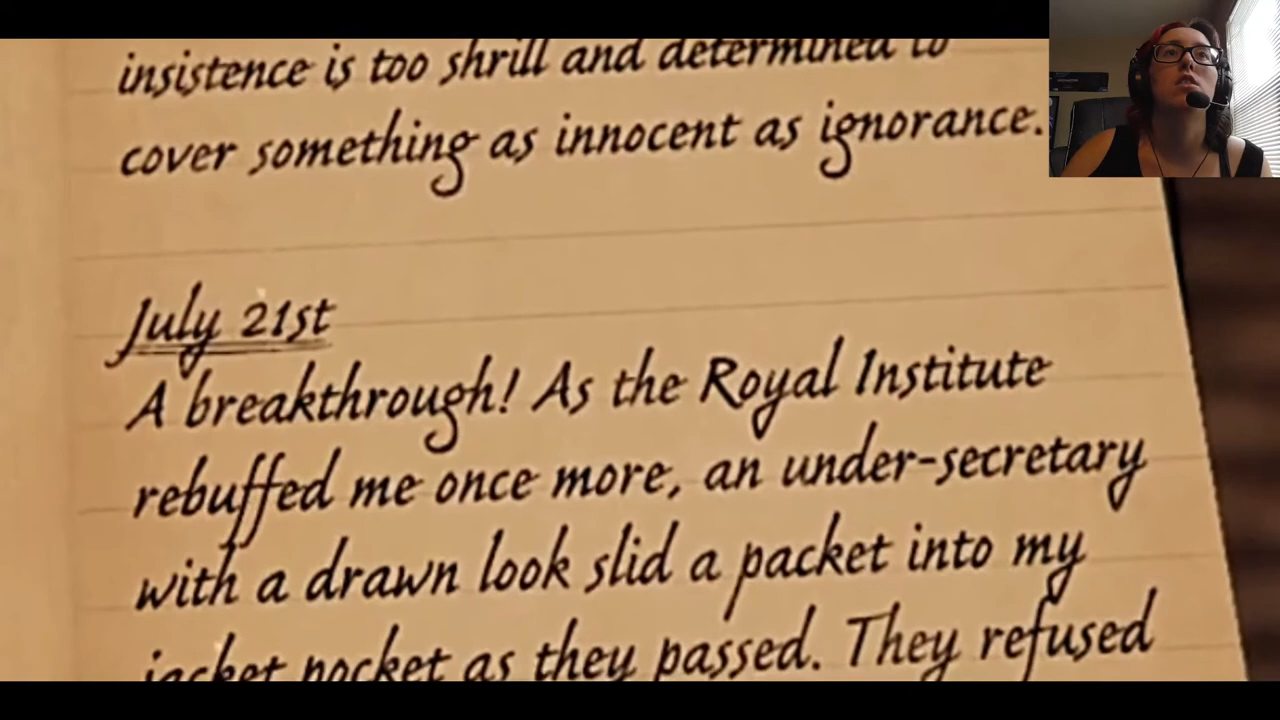 insistence is too shrill and determined to
cover something as innocent as ignorance.
July 21st
A breakthrough! As the Royal Institute
rebuffed me once more, an under-secretary
with a drawn look slid a packet into my
jacket pocket as they passed. They refused